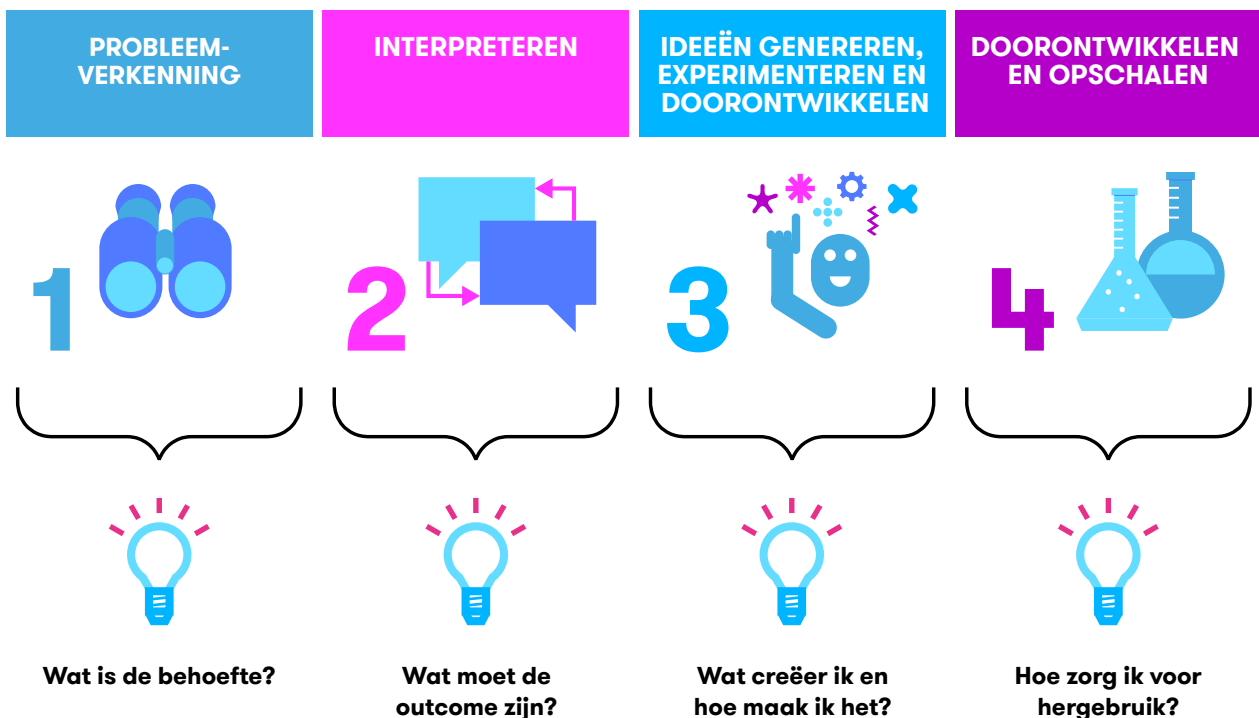 PROBLEEM-
VERKENNING
INTERPRETEREN
IDEEËN GENEREREN,
EXPERIMENTEREN EN
DOORONTWIKKELEN
DOORONTWIKKELEN
EN OPSCHALEN
1
2
3
4
Wat is de behoefte?
Wat moet de
outcome zijn?
Wat creëer ik en
hoe maak ik het?
Hoe zorg ik voor
hergebruik?